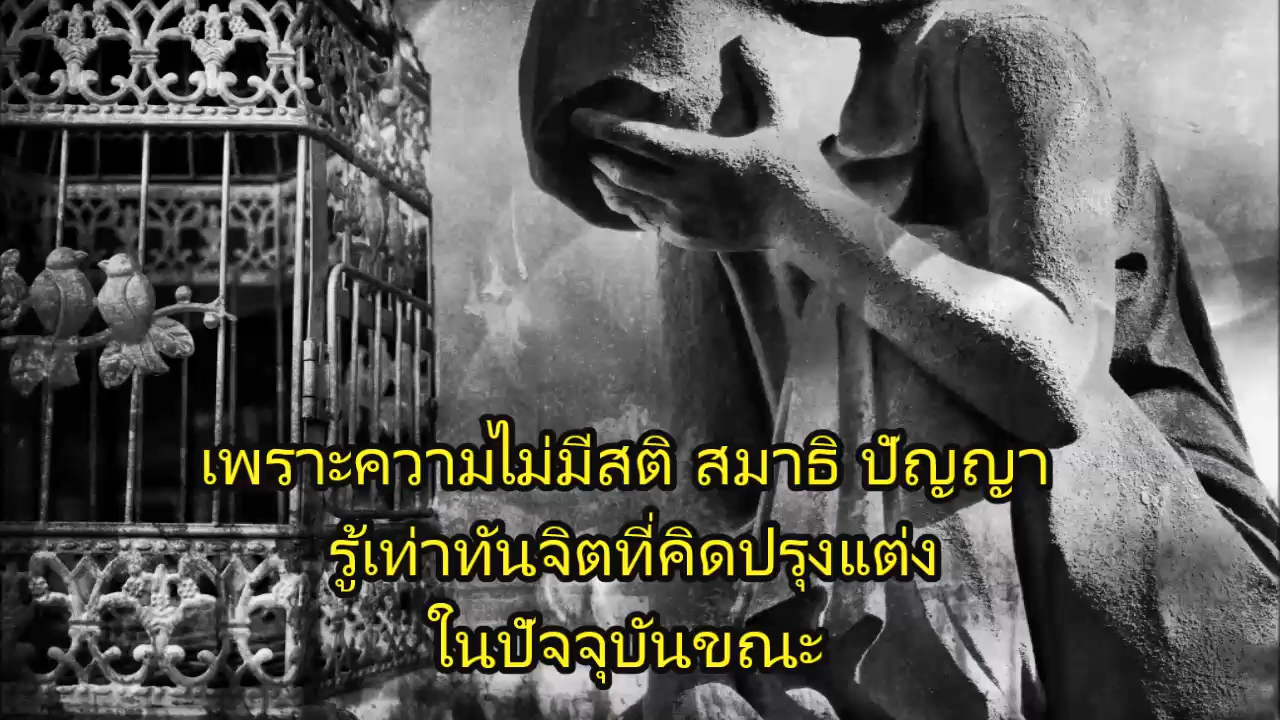 เพราะความไม่มีสติ สมาธิ ปัญญา
รู้เท่าทันจิตที่คิดปรุงแต่ง
ในปัจจุบันขณะ